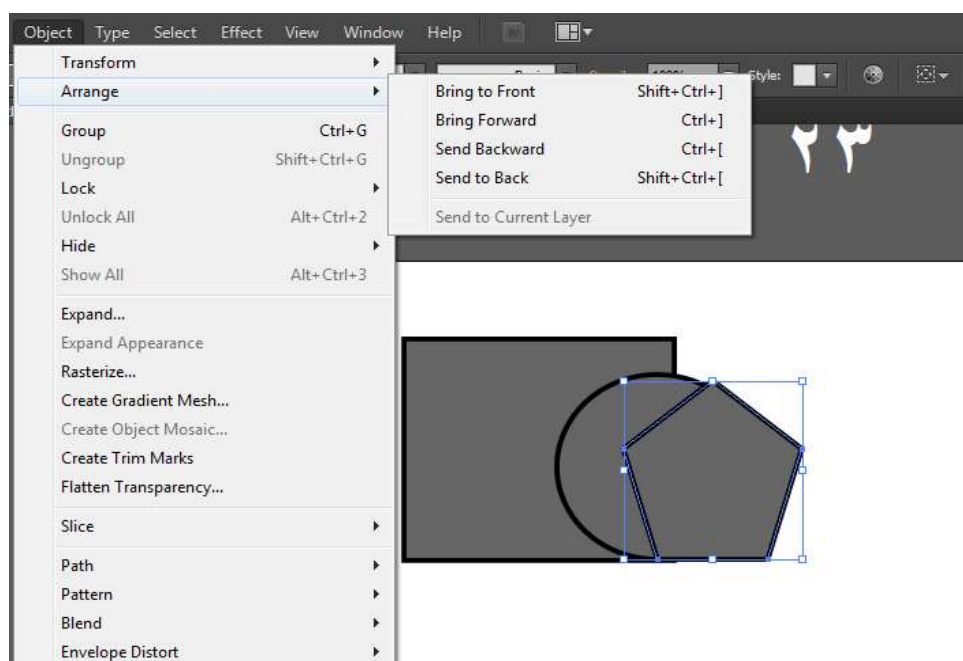 Object Type Select Effect View Window Help
Style:
Transform
Arrange
Group Ctrl+G
Ungroup Shift+Ctrl+G
Lock
Unlock All Alt+Ctrl+2
Hide
Show All Alt+Ctrl+3
Expand...
Expand Appearance
Rasterize...
Create Gradient Mesh...
Create Object Mosaic...
Create Trim Marks
Flatten Transparency...
Slice
Path
Pattern
Blend
Envelope Distort
Bring to Front Shift+Ctrl+]
Bring Forward Ctrl+]
Send Backward Ctrl+[
Send to Back Shift+Ctrl+[
Send to Current Layer
۲۳